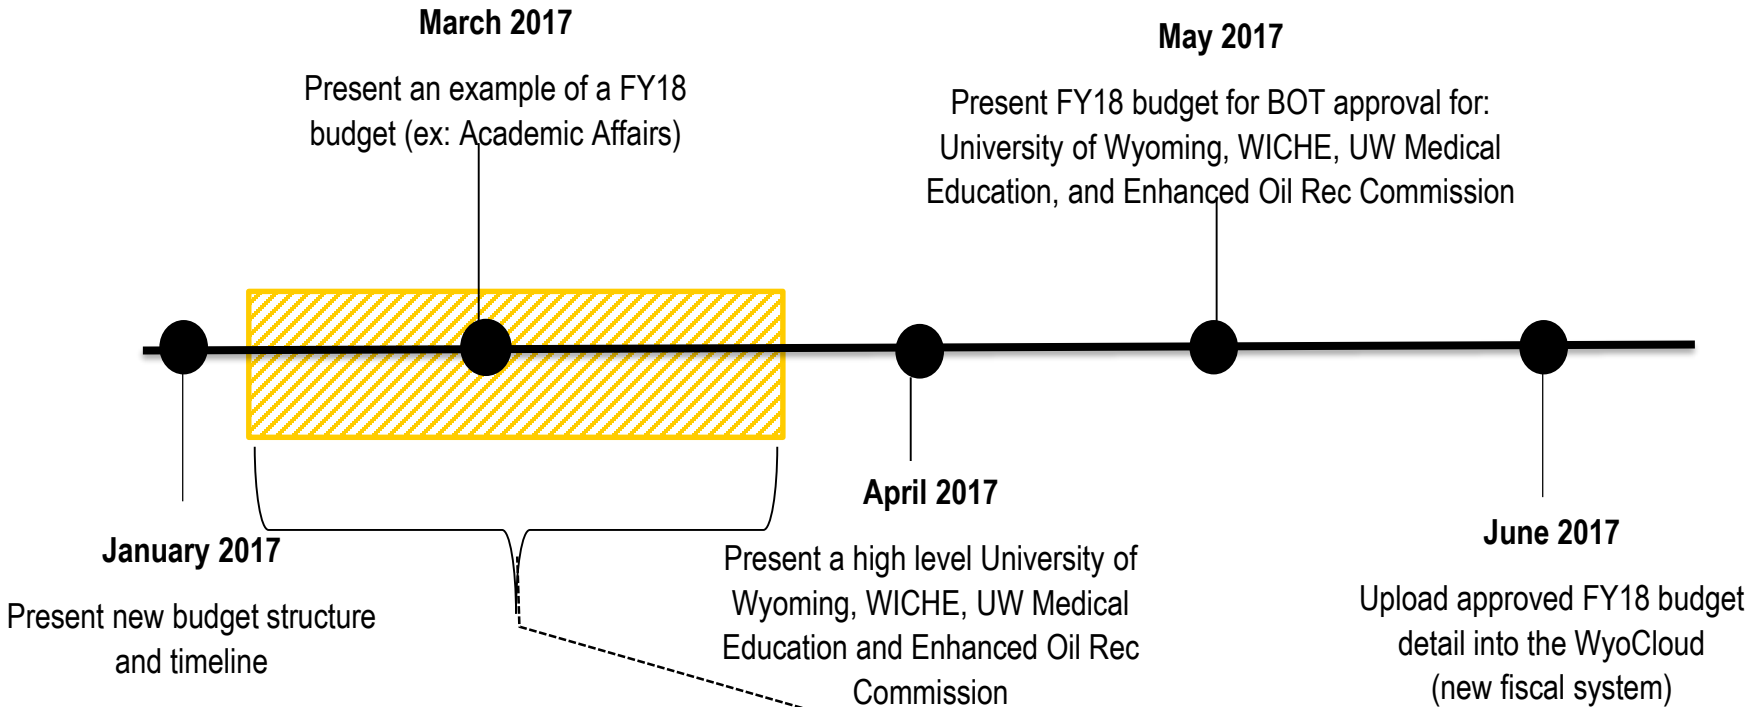 March 2017
Present an example of a FY18
budget (ex: Academic Affairs)
May 2017
Present FY18 budget for BOT approval for:
University of Wyoming, WICHE, UW Medical
Education, and Enhanced Oil Rec Commission
January 2017
Present new budget structure
and timeline
April 2017
Present a high level University of
Wyoming, WICHE, UW Medical
Education and Enhanced Oil Rec
Commission
June 2017
Upload approved FY18 budget
detail into the WyoCloud
(new fiscal system)